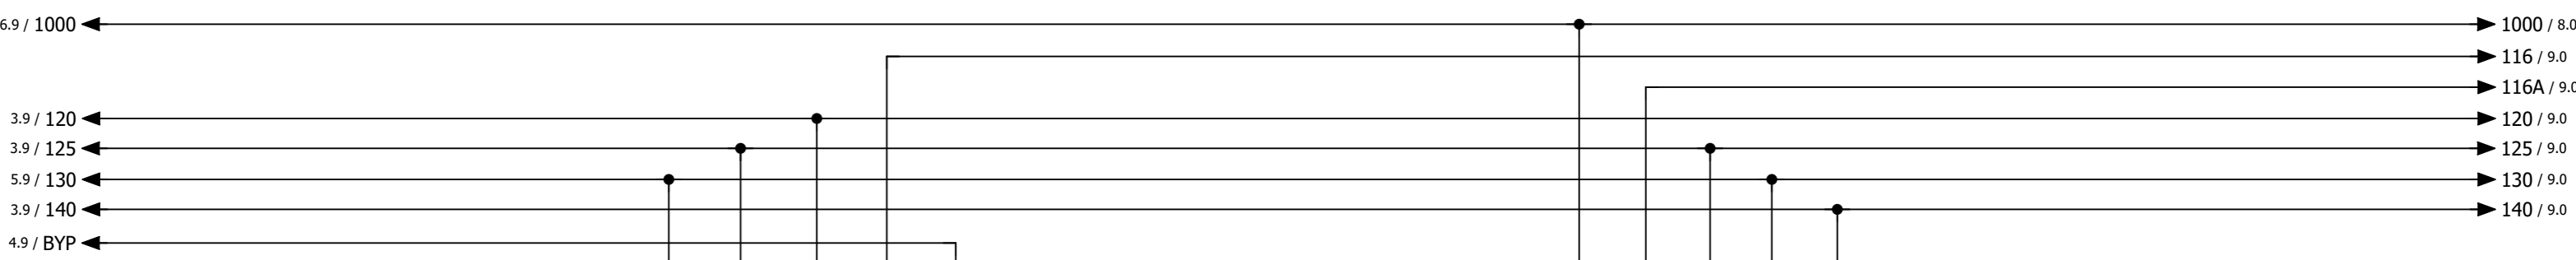 6.9 / 1000 1000 / 8.0
116 / 9.0
116A / 9.0
3.9 / 120 120 / 9.0
3.9 / 125 125 / 9.0
5.9 / 130 130 / 9.0
3.9 / 140 140 / 9.0
4.9 / BYP